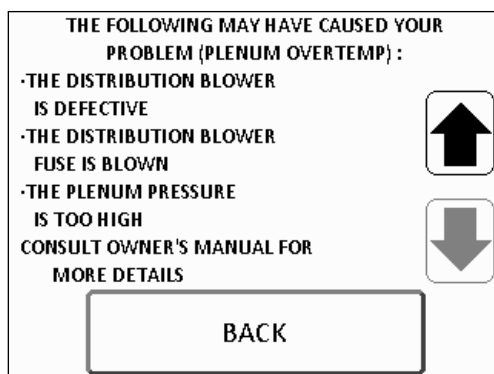 THE FOLLOWING MAY HAVE CAUSED YOUR
PROBLEM (PLENUM OVERTEMP) :
·THE DISTRIBUTION BLOWER
IS DEFECTIVE
·THE DISTRIBUTION BLOWER
FUSE IS BLOWN
·THE PLENUM PRESSURE
IS TOO HIGH
CONSULT OWNER'S MANUAL FOR
MORE DETAILS
BACK